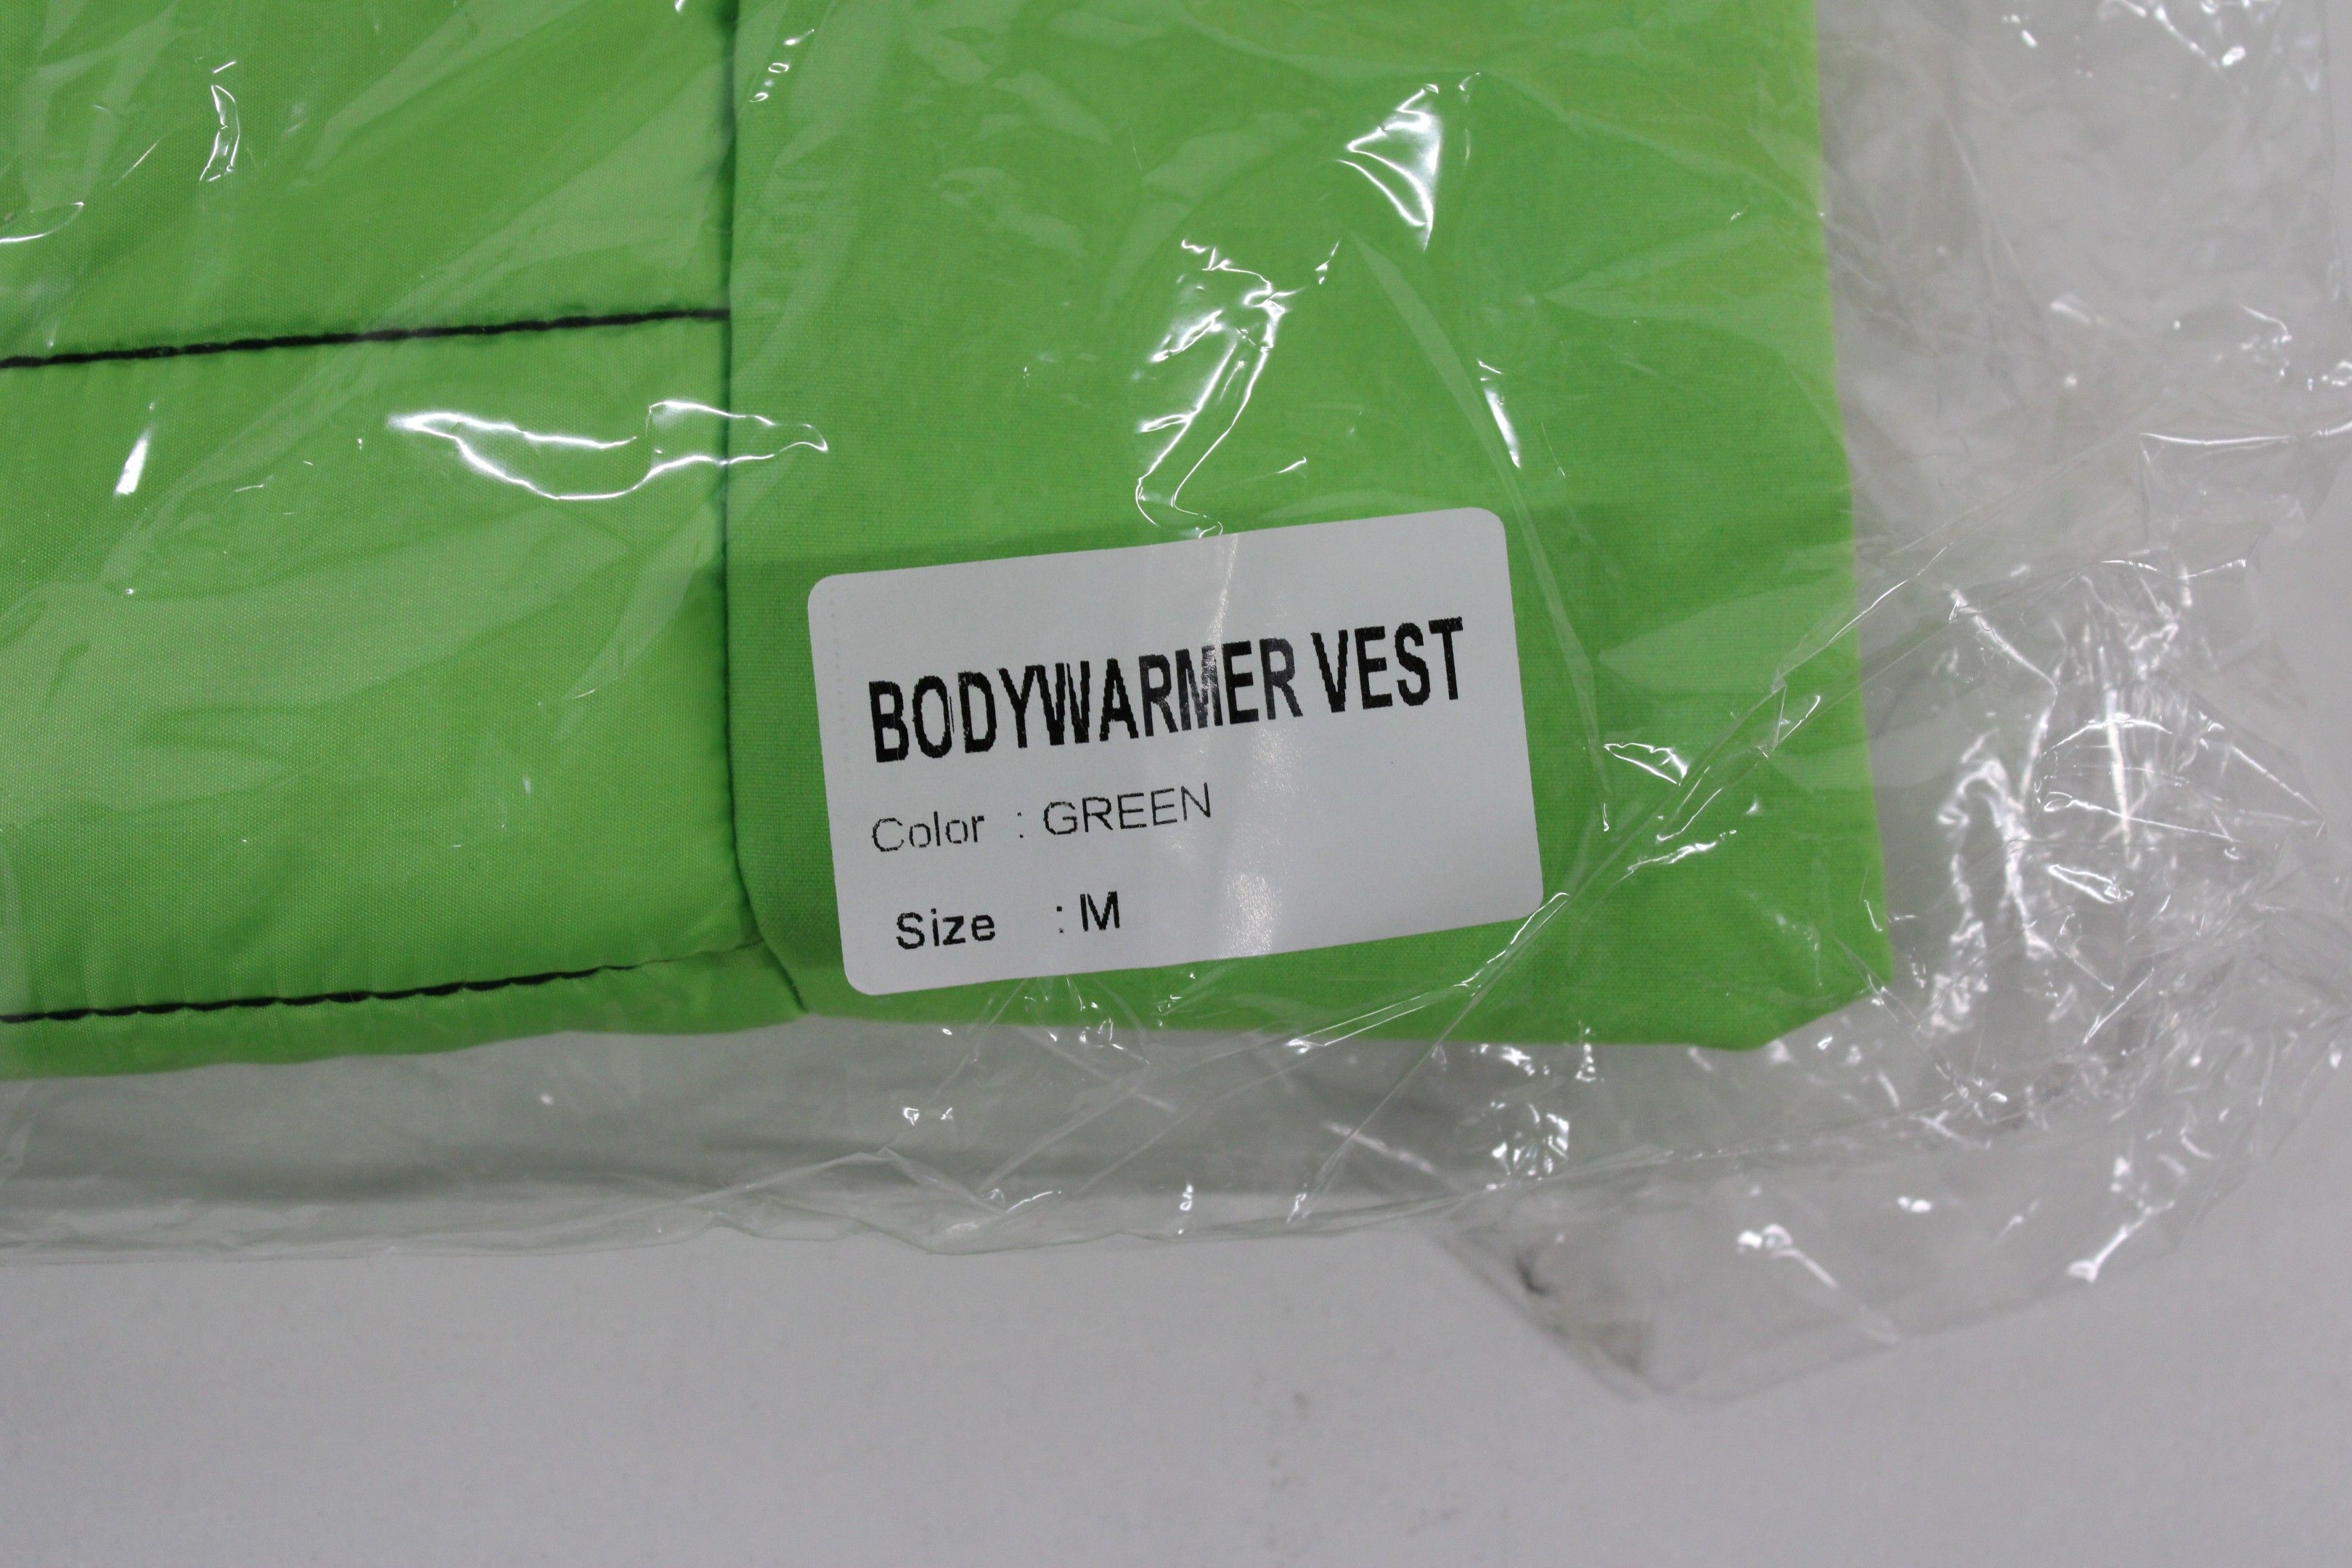 BODYWARMER VEST
Color : GREEN
Size : M